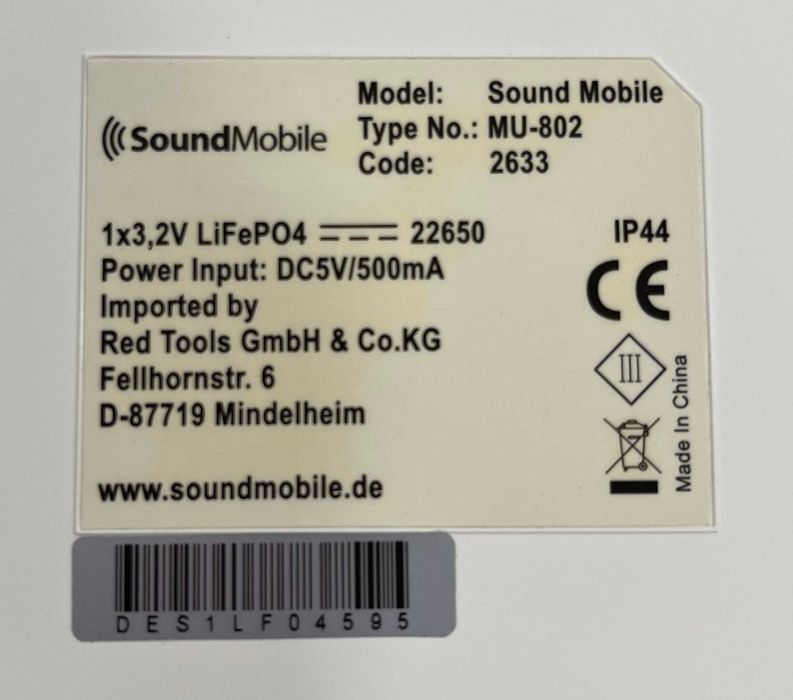 SoundMobile
Model: Sound Mobile
Type No.: MU-802
Code: 2633
1x3,2V LiFePO4 22650
IP44
Power Input: DC5V/500mA
CE
Imported by
Red Tools GmbH & Co.KG
III
Fellhornstr. 6
D-87719 Mindelheim
Made In China
www.soundmobile.de
DES1LF04595